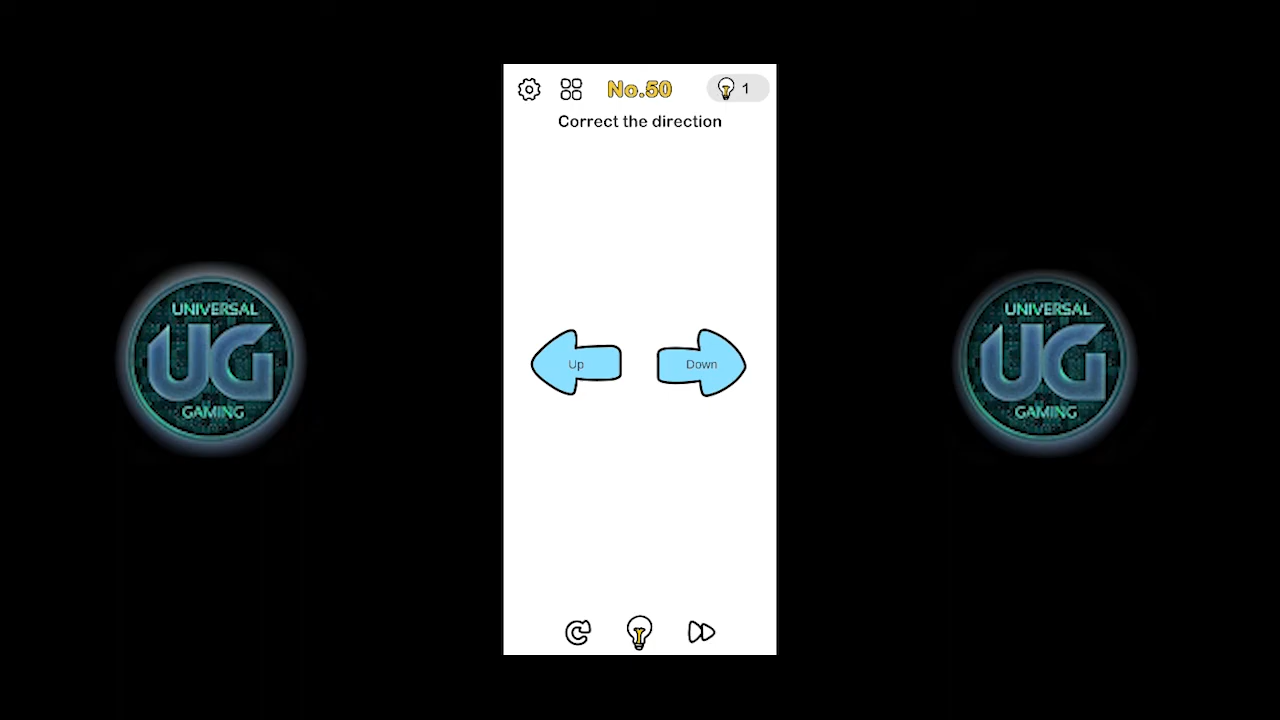 No.50
1
Correct the direction
Up
Down
UNIVERSAL
UG
GAMING
UNIVERSAL
UG
GAMING